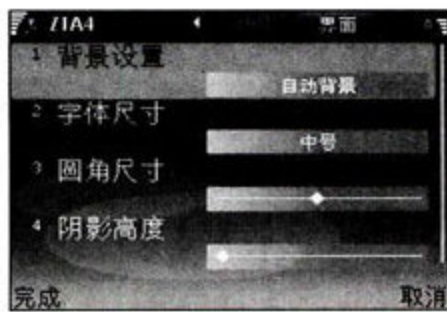 Z1A4 界面
1 背景设置
自动背景
2 字体尺寸
中号
3 圆角尺寸
4 阴影高度
完成 取消